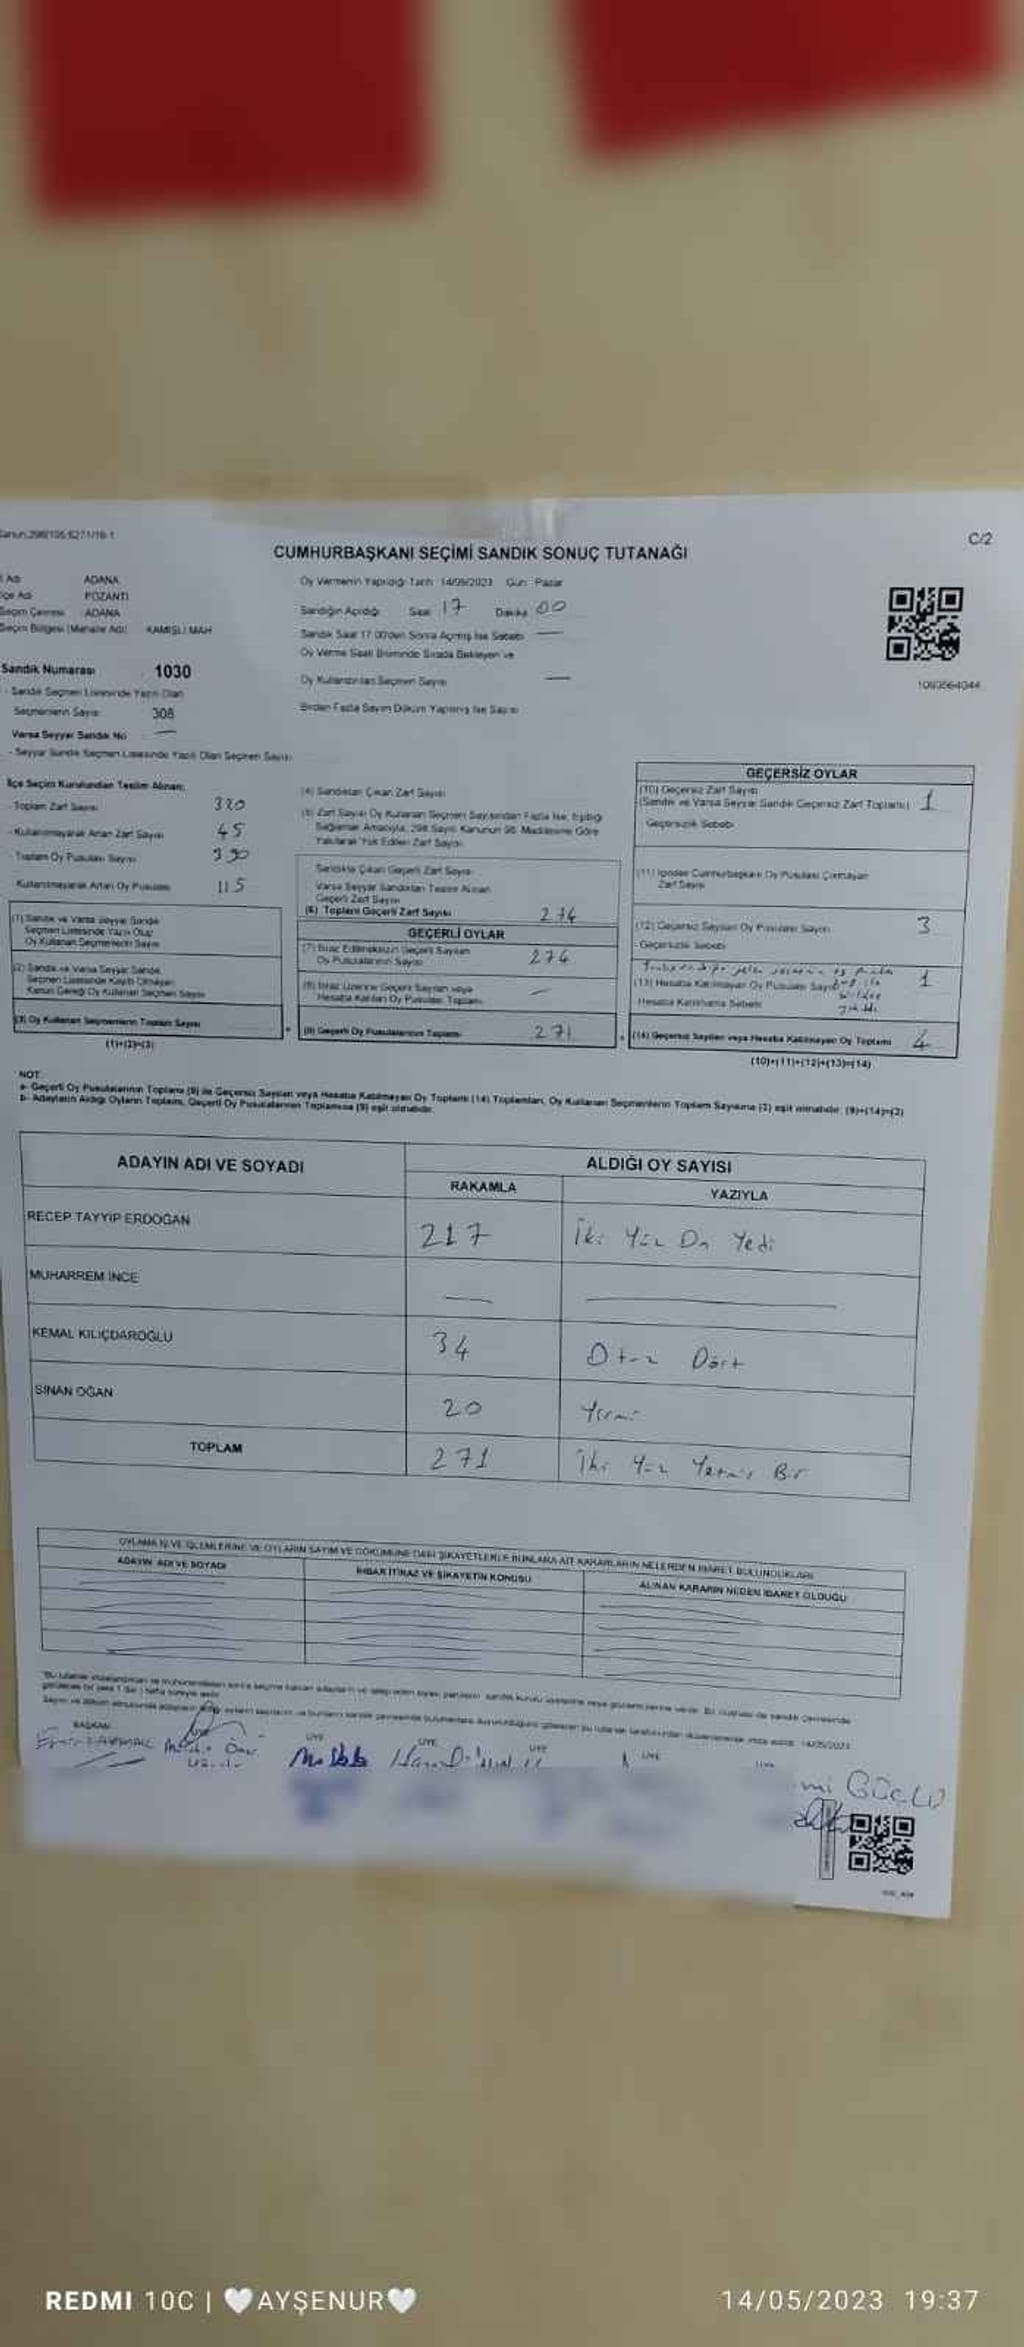 Kanun:298/105,6271/16-1
C/2
CUMHURBAŞKANI SEÇİMİ SANDIK SONUÇ TUTANAĞI
İl Adı ADANA
İlçe Adı POZANTI
Seçim Çevresi ADANA
Seçim Bölgesi (Mahalle Adı) KAMIŞLI MAH
Sandık Numarası 1030
- Sandık Seçmen Listesinde Yazılı Olan
Seçmenlerin Sayısı 308
Varsa Seyyar Sandık No —
- Seyyar Sandık Seçmen Listesinde Yazılı Olan Seçmen Sayısı
Oy Vermenin Yapıldığı Tarih 14/05/2023 Gün Pazar
Sandığın Açıldığı Saat 17 Dakika 00
Sandık Saat 17.00'den Sonra Açılmış İse Sebebi —
Oy Verme Saati Bitiminde Sırada Bekleyen ve
Oy Kullandırılan Seçmen Sayısı —
Birden Fazla Sayım Döküm Yapılmış İse Sayısı
1093564044
İlçe Seçim Kurulundan Teslim Alınan:
Toplam Zarf Sayısı 320
- Kullanılmayarak Artan Zarf Sayısı 45
Toplam Oy Pusulası Sayısı 390
Kullanılmayarak Artan Oy Pusulası 115
(1) Sandık ve Varsa Seyyar Sandık
Seçmen Listesinde Yazılı Olup
Oy Kullanan Seçmenlerin Sayısı
(2) Sandık ve Varsa Seyyar Sandık
Seçmen Listesinde Kayıtlı Olmayan
Kanun Gereği Oy Kullanan Seçmen Sayısı
(3) Oy Kullanan Seçmenlerin Toplam Sayısı
(1)+(2)=(3)
(4) Sandıktan Çıkan Zarf Sayısı
(5) Zarf Sayısı Oy Kullanan Seçmen Sayısından Fazla İse, Eşitliği
Sağlamak Amacıyla, 298 Sayılı Kanunun 98. Maddesine Göre
Yakılarak Yok Edilen Zarf Sayısı
Sandıkta Çıkan Geçerli Zarf Sayısı
Varsa Seyyar Sandıktan Teslim Alınan
Geçerli Zarf Sayısı
(6) Toplam Geçerli Zarf Sayısı 274
GEÇERLİ OYLAR
(7) İtiraz Edilmeksizin Geçerli Sayılan
Oy Pusulalarının Sayısı 274
(8) İtiraz Üzerine Geçerli Sayılan veya
Hesaba Katılan Oy Pusulası Toplamı —
(9) Geçerli Oy Pusulalarının Toplamı 271
GEÇERSİZ OYLAR
(10) Geçersiz Zarf Sayısı
(Sandık ve Varsa Seyyar Sandık Geçersiz Zarf Toplamı) 1
Geçersizlik Sebebi
(11) İçinden Cumhurbaşkanı Oy Pusulası Çıkmayan
Zarf Sayısı
(12) Geçersiz Sayılan Oy Pusulası Sayısı 3
- Geçersizlik Sebebi
(13) Hesaba Katılmayan Oy Pusulası Sayısı 1
Hesaba Katılmama Sebebi
(14) Geçersiz Sayılan veya Hesaba Katılmayan Oy Toplamı 4
(10)+(11)+(12)+(13)=(14)
NOT:
a- Geçerli Oy Pusulalarının Toplamı (9) ile Geçersiz Sayılan veya Hesaba Katılmayan Oy Toplamı (14) Toplamları, Oy Kullanan Seçmenlerin Toplam Sayısına (3) eşit olmalıdır. (9)+(14)=(3)
b- Adayların Aldığı Oyların Toplamı, Geçerli Oy Pusulalarının Toplamına (9) eşit olmalıdır.
ADAYIN ADI VE SOYADI ALDIĞI OY SAYISI
RAKAMLA YAZIYLA
RECEP TAYYİP ERDOĞAN 217 İki Yüz On Yedi
MUHARREM İNCE —
KEMAL KILIÇDAROĞLU 34 Otuz Dört
SİNAN OĞAN 20 Yirmi
TOPLAM 271 İki Yüz Yetmiş Bir
OYLAMA İŞ VE İŞLEMLERİNE VE OYLARIN SAYIM VE DÖKÜMÜNE DAİR ŞİKAYETLERLE BUNLARA AİT KARARLARIN NELERDEN İBARET BULUNDUKLARI
ADAYIN ADI VE SOYADI
İHBAR İTİRAZ VE ŞİKAYETİN KONUSU
ALINAN KARARIN NEDEN İBARET OLDUĞU
BAŞKAN ÜYE ÜYE ÜYE ÜYE
GÜÇLÜ
REDMI 10C | 🤍AYŞENUR🤍
14/05/2023 19:37